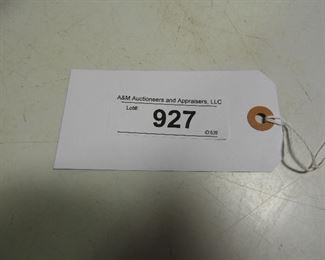 A&M Auctioneers and Appraisers, LLC
Lot#:
927